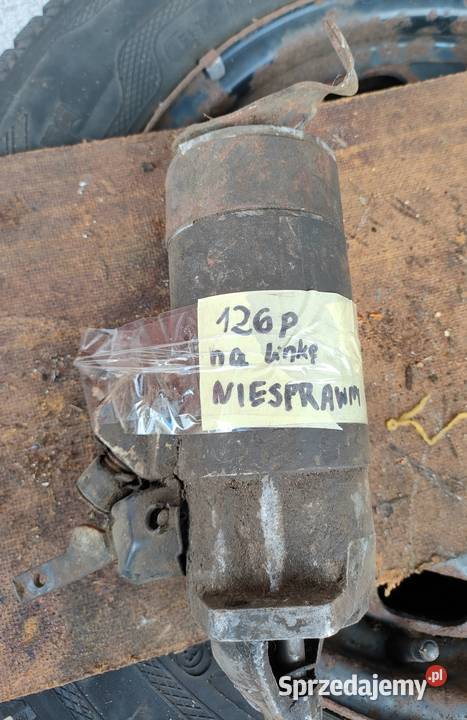 126p
na linkę
NIESPRAWN
Sprzedajemy.pl